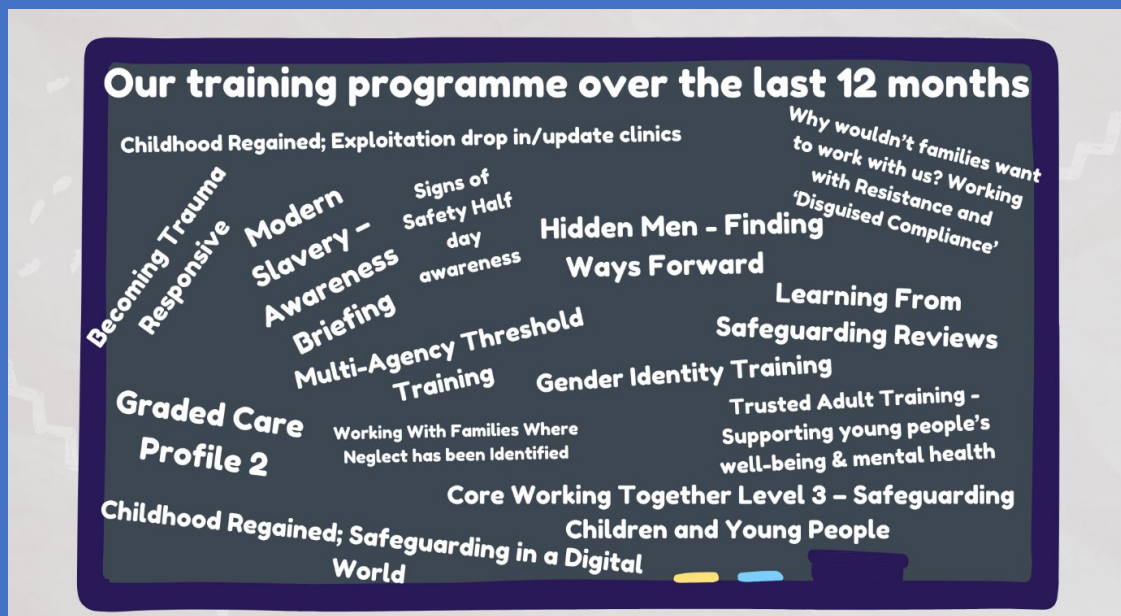 Our training programme over the last 12 months
Childhood Regained; Exploitation drop in/update clinics
Why wouldn't families want
to work with us? Working
with Resistance and
'Disguised Compliance'
Becoming Trauma
Responsive
Modern
Slavery –
Awareness
Briefing
Signs of
Safety Half
day
awareness
Hidden Men - Finding
Ways Forward
Learning From
Safeguarding Reviews
Multi-Agency Threshold
Training
Gender Identity Training
Graded Care
Profile 2
Working With Families Where
Neglect has been Identified
Trusted Adult Training -
Supporting young people's
well-being & mental health
Core Working Together Level 3 – Safeguarding
Children and Young People
Childhood Regained; Safeguarding in a Digital
World